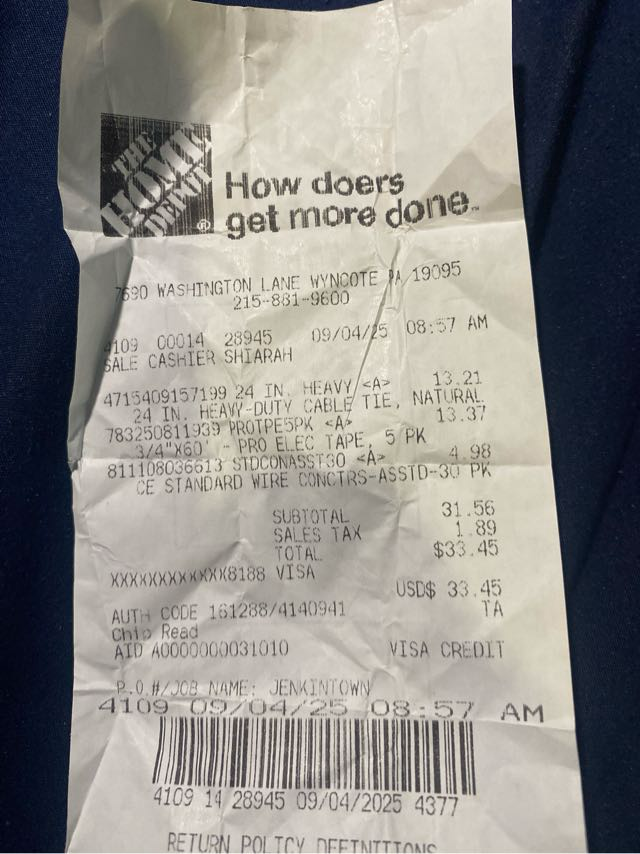 THE HOME DEPOT ®
How doers
get more done.™
7690 WASHINGTON LANE WYNCOTE PA 19095
215-881-9600
4109 00014 28945 09/04/25 08:57 AM
SALE CASHIER SHIARAH
4715409157199 24 IN. HEAVY <A> 13.21
24 IN. HEAVY-DUTY CABLE TIE, NATURAL
783250811939 PROTPE5PK <A> 13.37
3/4"X60' - PRO ELEC TAPE, 5 PK
811108036613 STDCONASST30 <A> 4.98
CE STANDARD WIRE CONCTRS-ASSTD-30 PK
SUBTOTAL 31.56
SALES TAX 1.89
TOTAL $33.45
XXXXXXXXXXXX8188 VISA
USD$ 33.45
AUTH CODE 161288/4140941 TA
Chip Read
AID A0000000031010 VISA CREDIT
P.O.#/JOB NAME: JENKINTOWN
4109 09/04/25 08:57 AM
4109 14 28945 09/04/2025 4377
RETURN POLICY DEFINITIONS